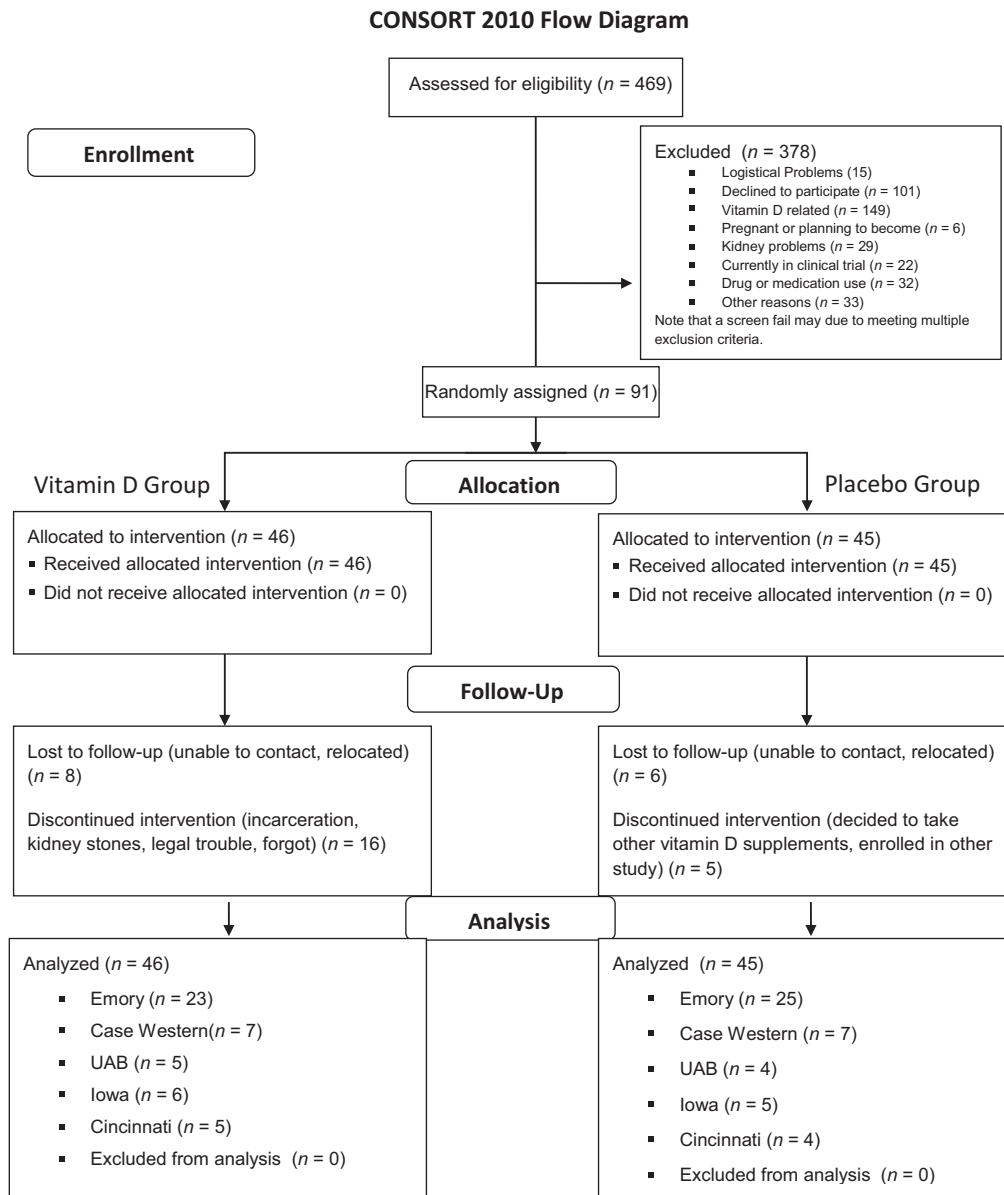 CONSORT 2010 Flow Diagram
Assessed for eligibility (n = 469)
Enrollment
Excluded (n = 378)
▪ Logistical Problems (15)
▪ Declined to participate (n = 101)
▪ Vitamin D related (n = 149)
▪ Pregnant or planning to become (n = 6)
▪ Kidney problems (n = 29)
▪ Currently in clinical trial (n = 22)
▪ Drug or medication use (n = 32)
▪ Other reasons (n = 33)
Note that a screen fail may due to meeting multiple
exclusion criteria.
Randomly assigned (n = 91)
Allocation
Vitamin D Group
Allocated to intervention (n = 46)
▪ Received allocated intervention (n = 46)
▪ Did not receive allocated intervention (n = 0)
Placebo Group
Allocated to intervention (n = 45)
▪ Received allocated intervention (n = 45)
▪ Did not receive allocated intervention (n = 0)
Follow-Up
Lost to follow-up (unable to contact, relocated)
(n = 8)
Discontinued intervention (incarceration,
kidney stones, legal trouble, forgot) (n = 16)
Lost to follow-up (unable to contact, relocated)
(n = 6)
Discontinued intervention (decided to take
other vitamin D supplements, enrolled in other
study) (n = 5)
Analysis
Analyzed (n = 46)
▪ Emory (n = 23)
▪ Case Western(n = 7)
▪ UAB (n = 5)
▪ Iowa (n = 6)
▪ Cincinnati (n = 5)
▪ Excluded from analysis (n = 0)
Analyzed (n = 45)
▪ Emory (n = 25)
▪ Case Western (n = 7)
▪ UAB (n = 4)
▪ Iowa (n = 5)
▪ Cincinnati (n = 4)
▪ Excluded from analysis (n = 0)